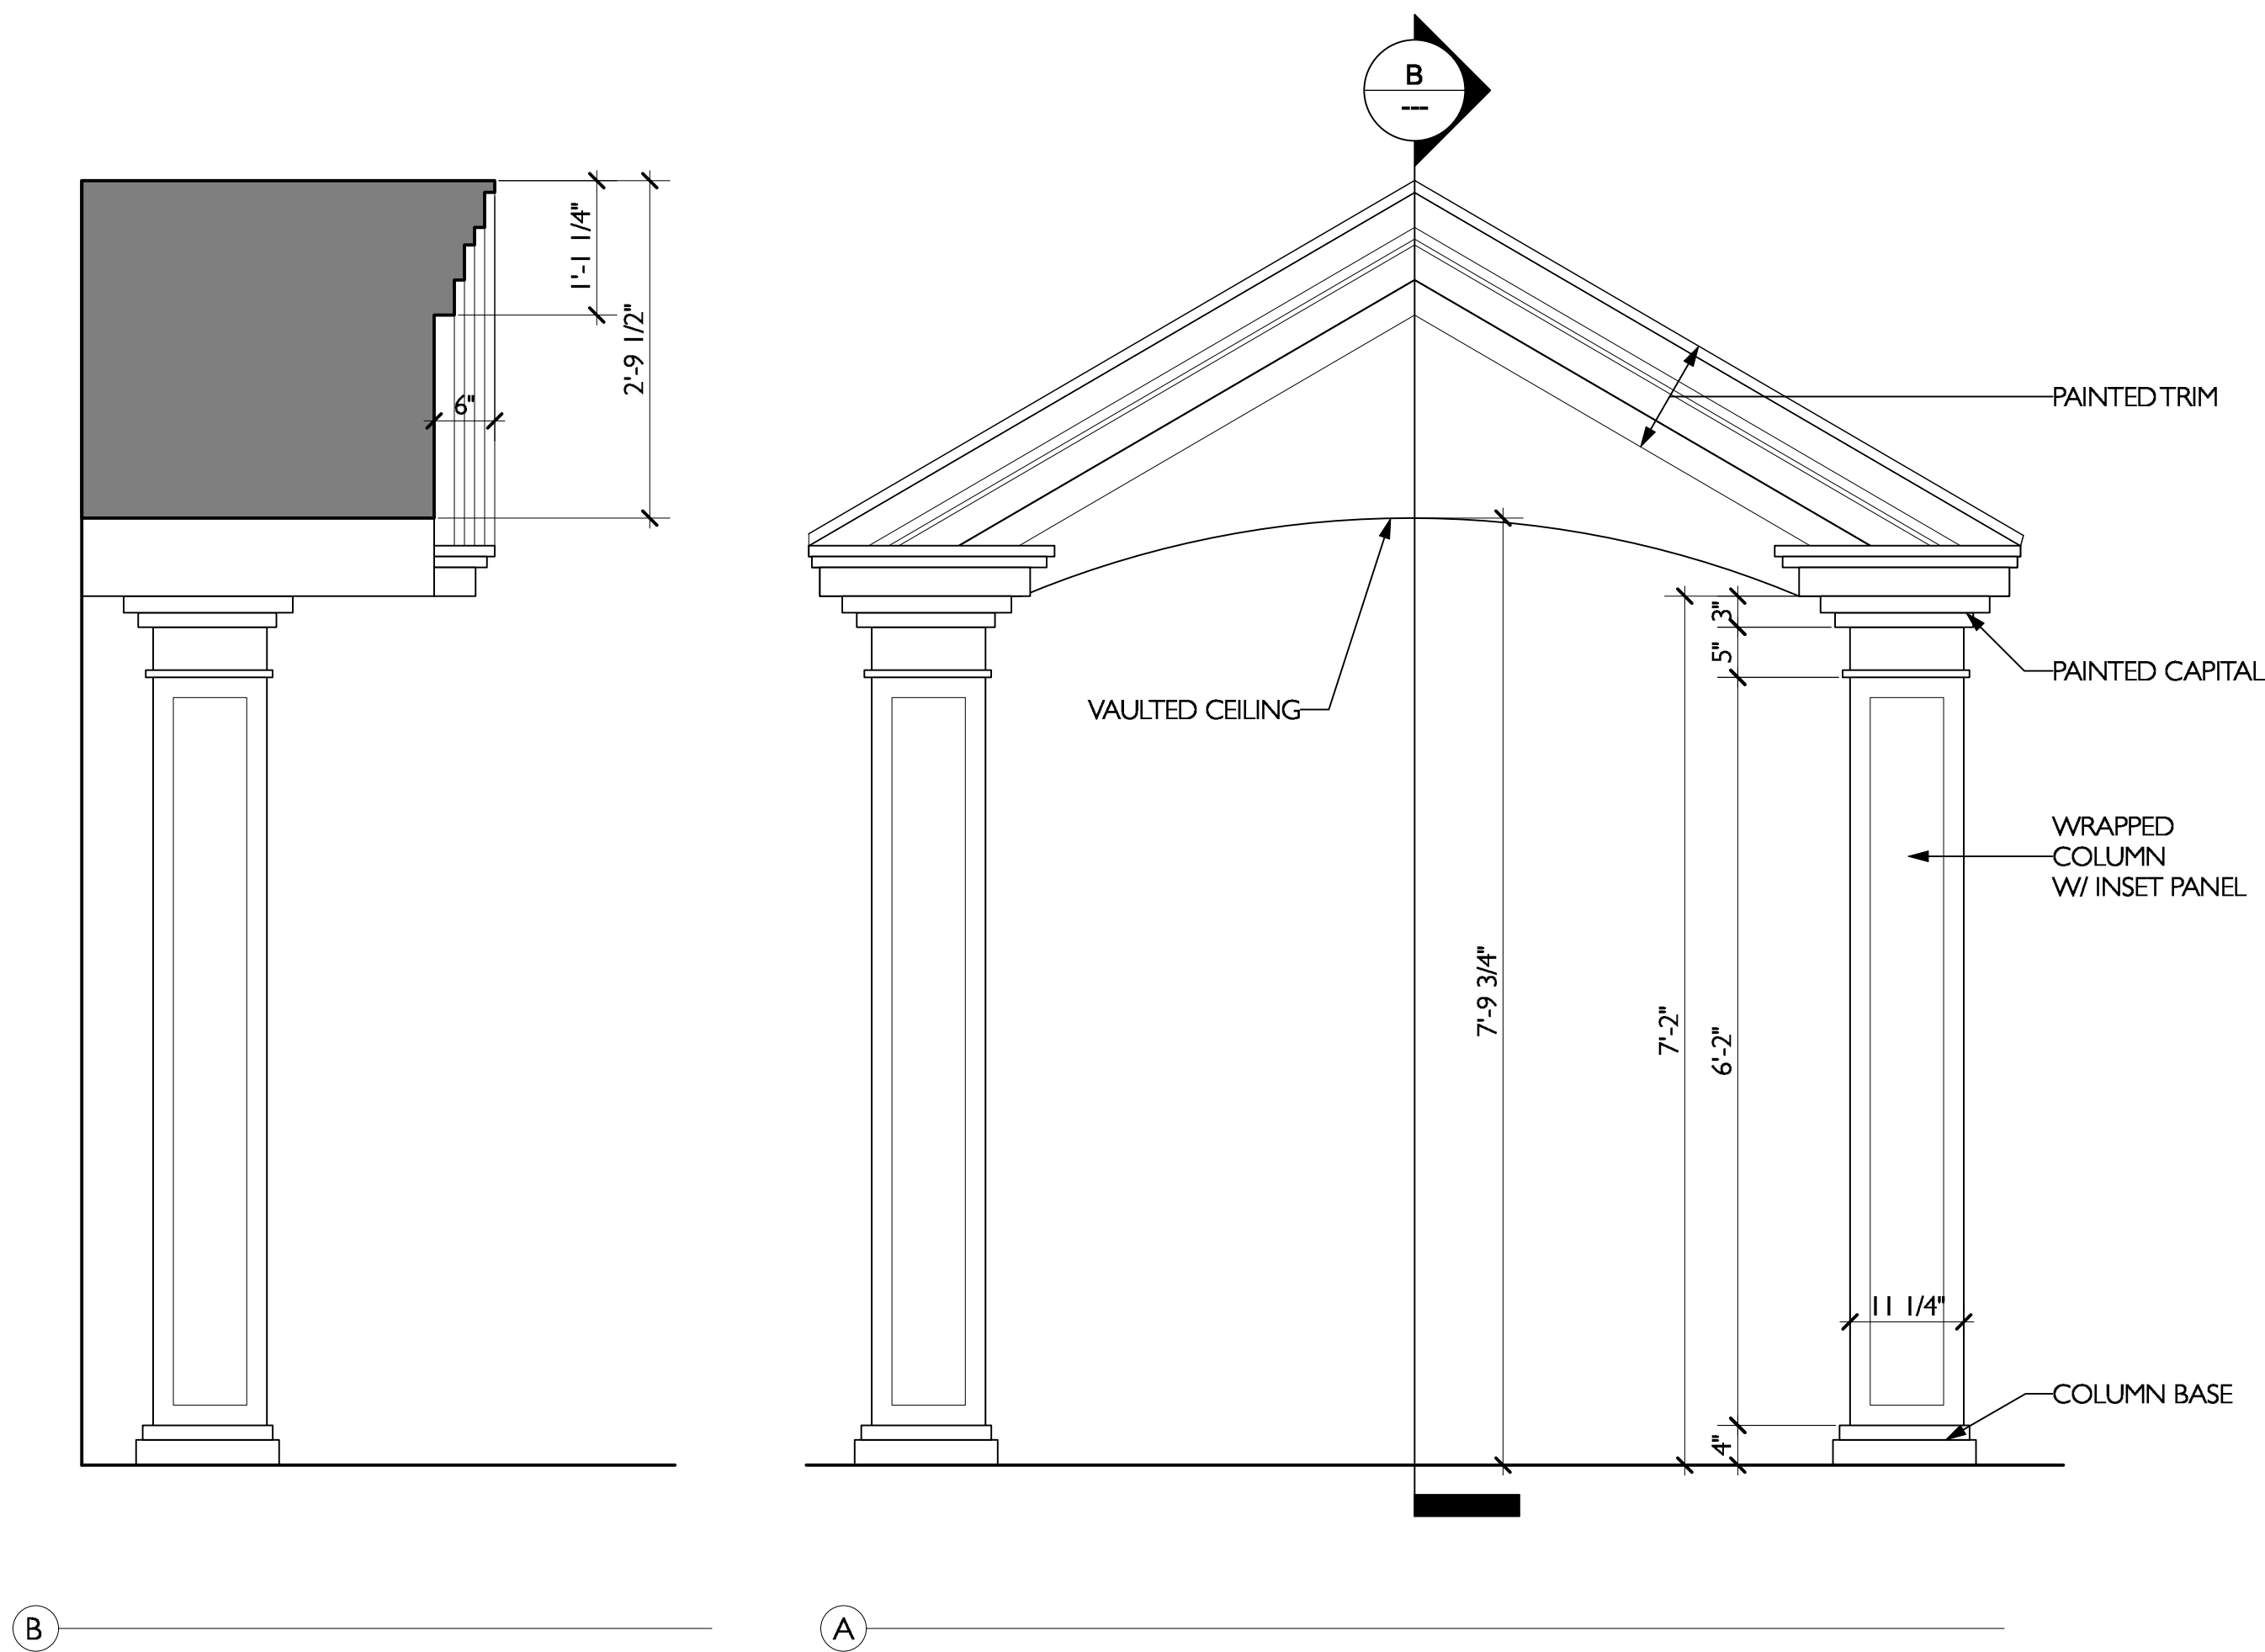 B
---
1'-1 1/4"
2'-9 1/2"
6"
PAINTED TRIM
3"
5"
PAINTED CAPITAL
VAULTED CEILING
WRAPPED
COLUMN
W/ INSET PANEL
7'-9 3/4"
7'-2"
6'-2"
11 1/4"
COLUMN BASE
4"
B
A